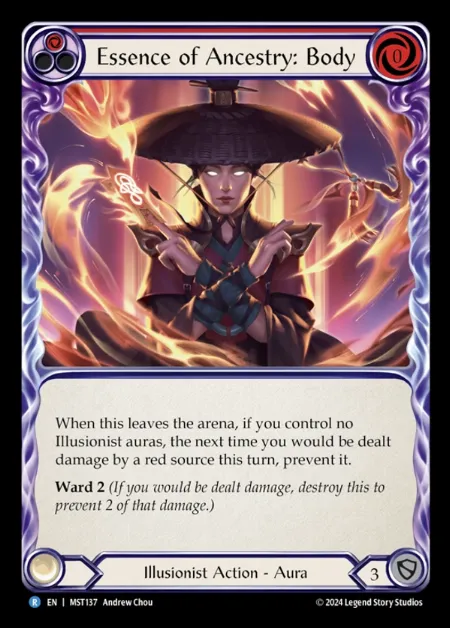 Essence of Ancestry: Body
0
When this leaves the arena, if you control no
Illusionist auras, the next time you would be dealt
damage by a red source this turn, prevent it.
Ward 2 (If you would be dealt damage, destroy this to
prevent 2 of that damage.)
Illusionist Action - Aura
3
R EN | MST137 Andrew Chou
© 2024 Legend Story Studios